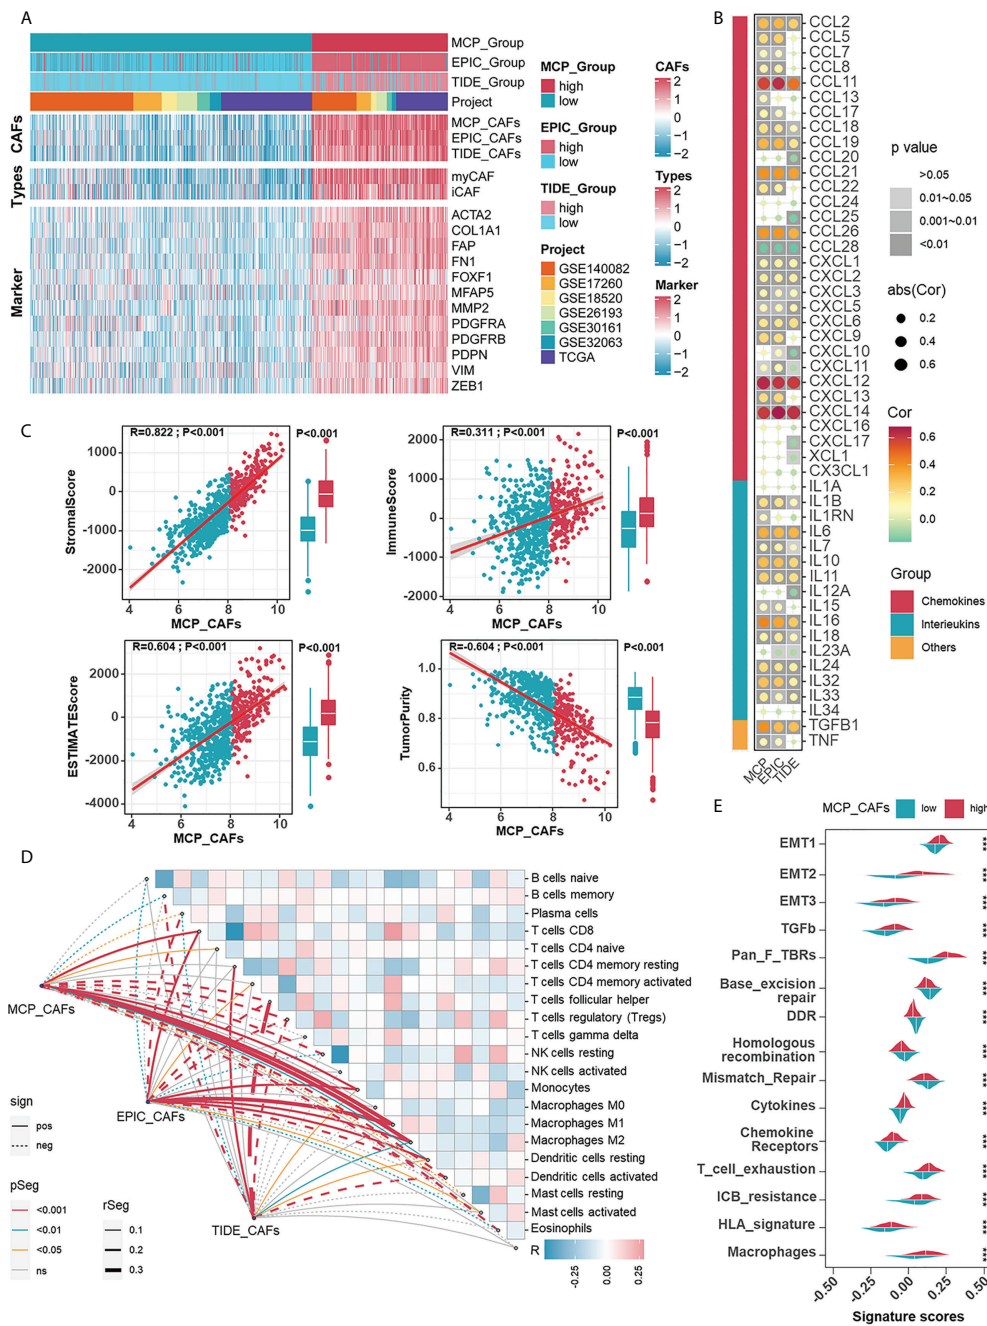 A
MCP_Group
EPIC_Group
TIDE_Group
Project
CAFs
MCP_CAFs
EPIC_CAFs
TIDE_CAFs
Types
myCAF
iCAF
Marker
ACTA2
COL1A1
FAP
FN1
FOXF1
MFAP5
MMP2
PDGFRA
PDGFRB
PDPN
VIM
ZEB1
MCP_Group
high
low
EPIC_Group
high
low
TIDE_Group
high
low
Project
GSE140082
GSE17260
GSE18520
GSE26193
GSE30161
GSE32063
TCGA
CAFs
2
1
0
−1
−2
Types
2
1
0
−1
−2
Marker
2
1
0
−1
−2
B
CCL2
CCL5
CCL7
CCL8
CCL11
CCL13
CCL17
CCL18
CCL19
CCL20
CCL21
CCL22
CCL24
CCL25
CCL26
CCL28
CXCL1
CXCL2
CXCL3
CXCL5
CXCL6
CXCL9
CXCL10
CXCL11
CXCL12
CXCL13
CXCL14
CXCL16
CXCL17
XCL1
CX3CL1
IL1A
IL1B
IL1RN
IL6
IL7
IL10
IL11
IL12A
IL15
IL16
IL18
IL23A
IL24
IL32
IL33
IL34
TGFB1
TNF
MCP
EPIC
TIDE
p value
>0.05
0.01~0.05
0.001~0.01
<0.01
abs(Cor)
0.2
0.4
0.6
Cor
0.6
0.4
0.2
0.0
Group
Chemokines
Interieukins
Others
C
R=0.822 ; P<0.001
P<0.001
StromalScore
2000
0
-1000
-2000
4
6
8
10
MCP_CAFs
R=0.311 ; P<0.001
P<0.001
ImmuneScore
2000
1000
0
-1000
-2000
4
6
8
10
MCP_CAFs
R=0.604 ; P<0.001
P<0.001
ESTIMATEScore
2000
0
-2000
-4000
4
6
8
10
MCP_CAFs
R=-0.604 ; P<0.001
P<0.001
TumorPurity
1.0
0.8
0.6
4
6
8
10
MCP_CAFs
D
B cells naive
B cells memory
Plasma cells
T cells CD8
T cells CD4 naive
T cells CD4 memory resting
T cells CD4 memory activated
T cells follicular helper
T cells regulatory (Tregs)
T cells gamma delta
NK cells resting
NK cells activated
Monocytes
Macrophages M0
Macrophages M1
Macrophages M2
Dendritic cells resting
Dendritic cells activated
Mast cells resting
Mast cells activated
Eosinophils
MCP_CAFs
EPIC_CAFs
TIDE_CAFs
sign
pos
neg
pSeg
<0.001
<0.01
<0.05
ns
rSeg
0.1
0.2
0.3
R
-0.25
0.00
0.25
E
MCP_CAFs
low
high
EMT1
***
EMT2
***
EMT3
***
TGFb
***
Pan_F_TBRs
***
Base_excision
repair
***
DDR
***
Homologous
recombination
***
Mismatch_Repair
***
Cytokines
***
Chemokine
Receptors
***
T_cell_exhaustion
***
ICB_resistance
***
HLA_signature
***
Macrophages
***
-0.50
-0.25
0.00
0.25
0.50
Signature scores